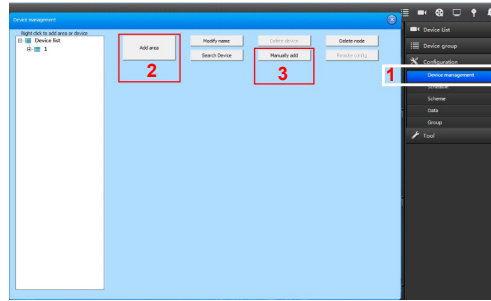 Device management
Right click to add area or device
Device list
1
Add area
Modify name
Delete device
Delete node
Search Device
Manually add
Remote config
2
3
1
Device List
Device group
Configuration
Device management
Schedule
Scheme
Data
Group
Tool